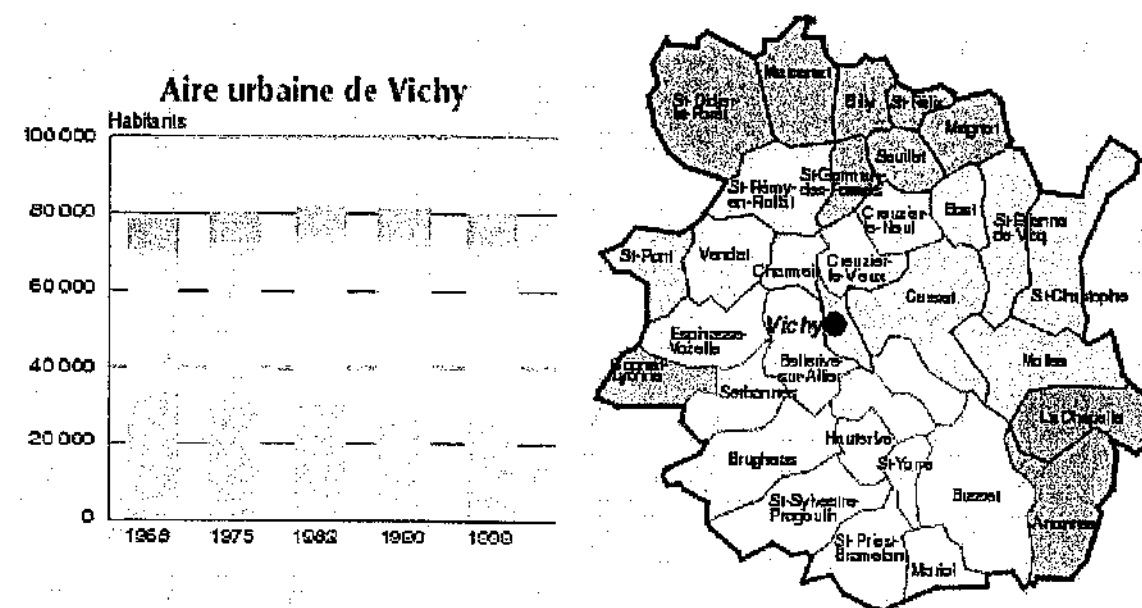 Aire urbaine de Vichy
Habitants
100 000
80 000
60 000
40 000
20 000
0
1968
1975
1982
1990
1999
Billy
Magnet
Seuillet
St-Rémy-
en-Rollat
St-Germain-
des-Fossés
Creuzier-
le-Neuf
Bost
St-Etienne
de-Vicq
St-Pont
Vendat
Charmeil
Creuzier-
le-Vieux
Cusset
St-Christophe
Vichy
Espinasse-
Vozelle
Bellerive-
sur-Allier
Molles
Serbannes
La Chapelle
Brugheas
Hauterive
St-Yorre
Busset
St-Sylvestre-
Pragoulin
St-Priest-
Bramefant
Mariol